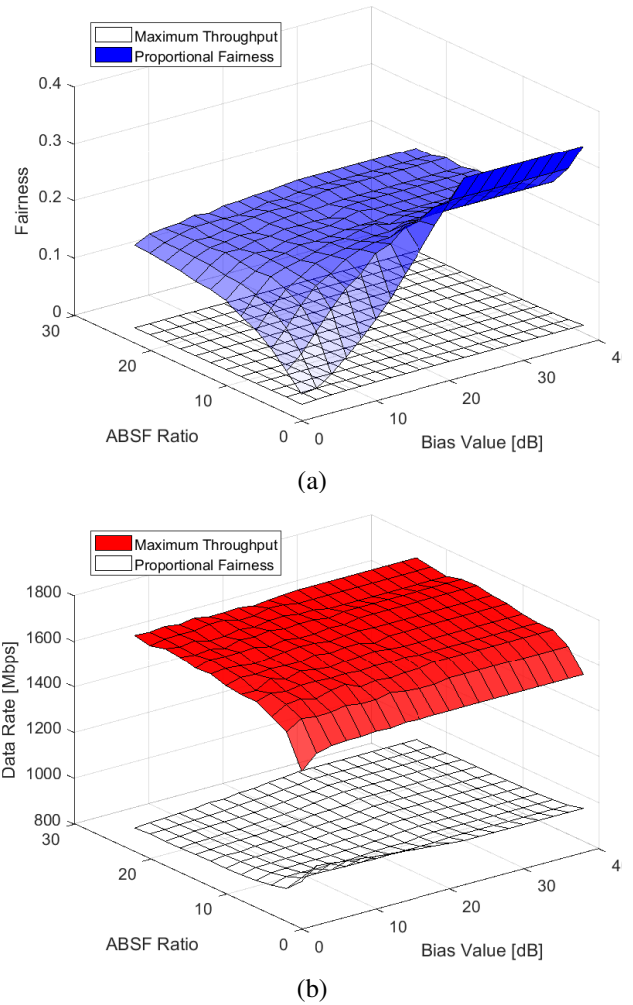 Maximum Throughput
Proportional Fairness
0.4
0.3
0.2
0.1
0
Fairness
30
20
10
0
ABSF Ratio
0
10
20
30
4
Bias Value [dB]
(a)
Maximum Throughput
Proportional Fairness
1800
1600
1400
1200
1000
800
Data Rate [Mbps]
30
20
10
0
ABSF Ratio
0
10
20
30
4
Bias Value [dB]
(b)